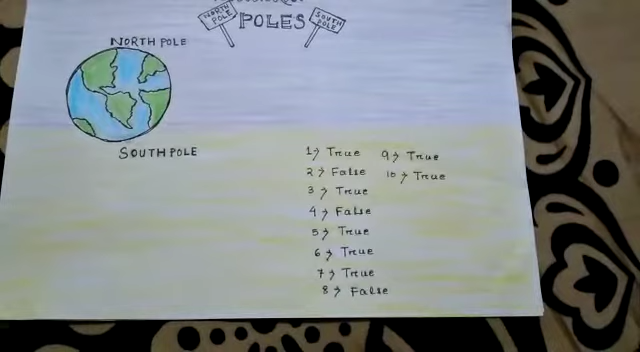 NORTH POLE
SOUTH POLE
POLES
NORTH POLE
SOUTH POLE
1) True
2) False
3) True
4) False
5) True
6) True
7) True
8) False
9) True
10) True